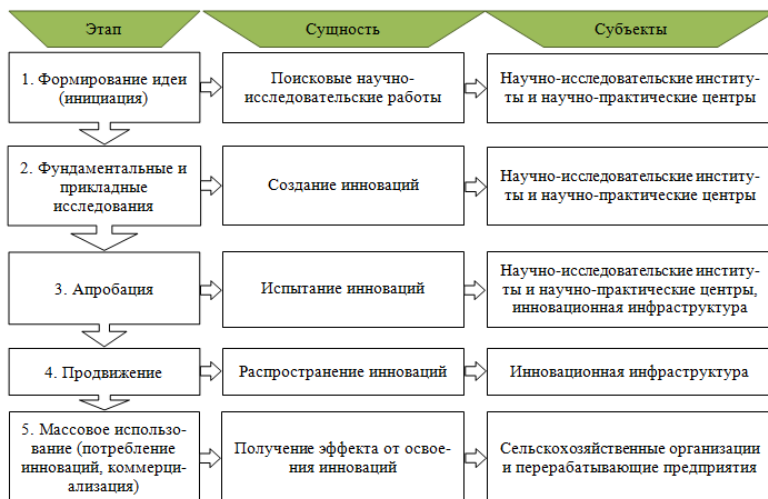 Этап
Сущность
Субъекты
1. Формирование идеи
(инициация)
Поисковые научно-
исследовательские работы
Научно-исследовательские институ-
ты и научно-практические центры
2. Фундаментальные и
прикладные
исследования
Создание инноваций
Научно-исследовательские институ-
ты и научно-практические центры
3. Апробация
Испытание инноваций
Научно-исследовательские институ-
ты и научно-практические центры,
инновационная инфраструктура
4. Продвижение
Распространение инноваций
Инновационная инфраструктура
5. Массовое использо-
вание (потребление
инноваций, коммерци-
ализация)
Получение эффекта от освое-
ния инноваций
Сельскохозяйственные организации
и перерабатывающие предприятия